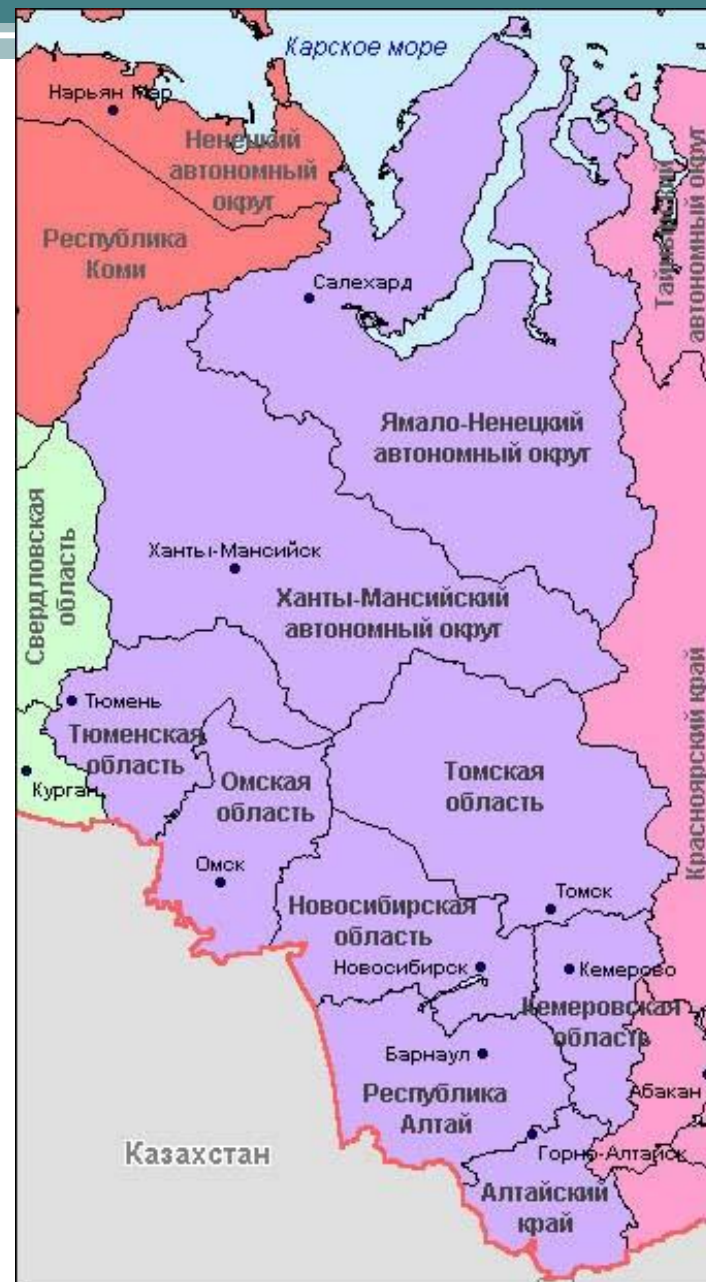 Карское море
Нарьян Мар
Ненецкий
автономный
округ
Республика
Коми
Таймырский
автономный округ
Салехард
Ямало-Ненецкий
автономный округ
Свердловская
область
Ханты-Мансийск
Ханты-Мансийский
автономный округ
Красноярский край
Тюмень
Тюменская
область
Курган
Омская
область
Томская
область
Омск
Томск
Новосибирская
область
Новосибирск
Кемерово
Кемеровская
область
Барнаул
Абакан
Республика
Алтай
Горно-Алтайск
Казахстан
Алтайский
край